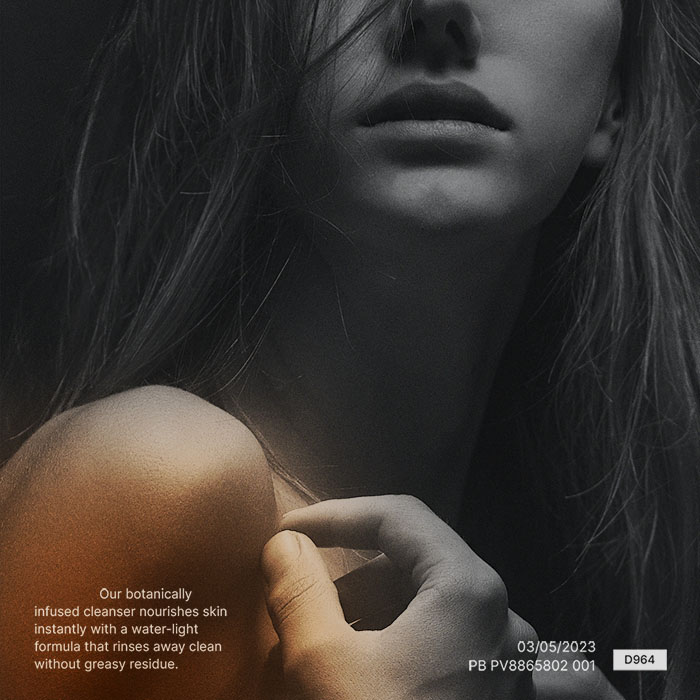 Our botanically
infused cleanser nourishes skin
instantly with a water-light
formula that rinses away clean
without greasy residue.
03/05/2023
PB PV8865802 001
D964